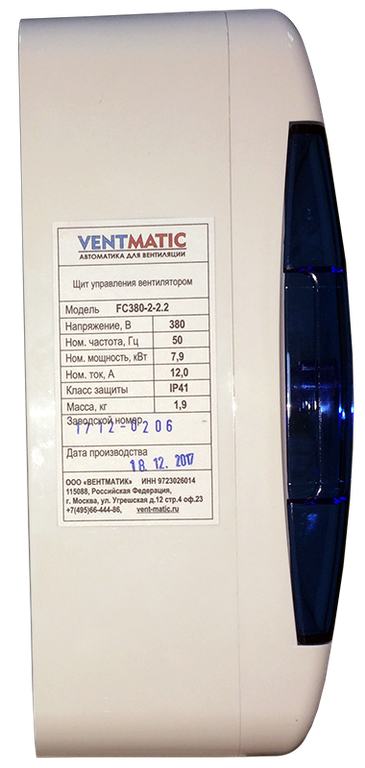 VENTMATIC
АВТОМАТИКА ДЛЯ ВЕНТИЛЯЦИИ
Щит управления вентилятором
Модель FC380-2-2.2
Напряжение, В 380
Ном. частота, Гц 50
Ном. мощность, кВт 7,9
Ном. ток, А 12,0
Класс защиты IP41
Масса, кг 1,9
Заводской номер
1712-0206
Дата производства
18.12.2017
ООО «ВЕНТМАТИК» ИНН 9723026014
115088, Российская Федерация,
г. Москва, ул. Угрешская д.12 стр.4 оф.23
+7(495)66-444-86, vent-matic.ru